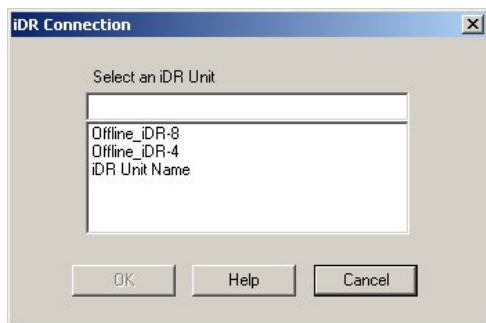 iDR Connection
Select an iDR Unit
Offline_iDR-8
Offline_iDR-4
iDR Unit Name
OK Help Cancel